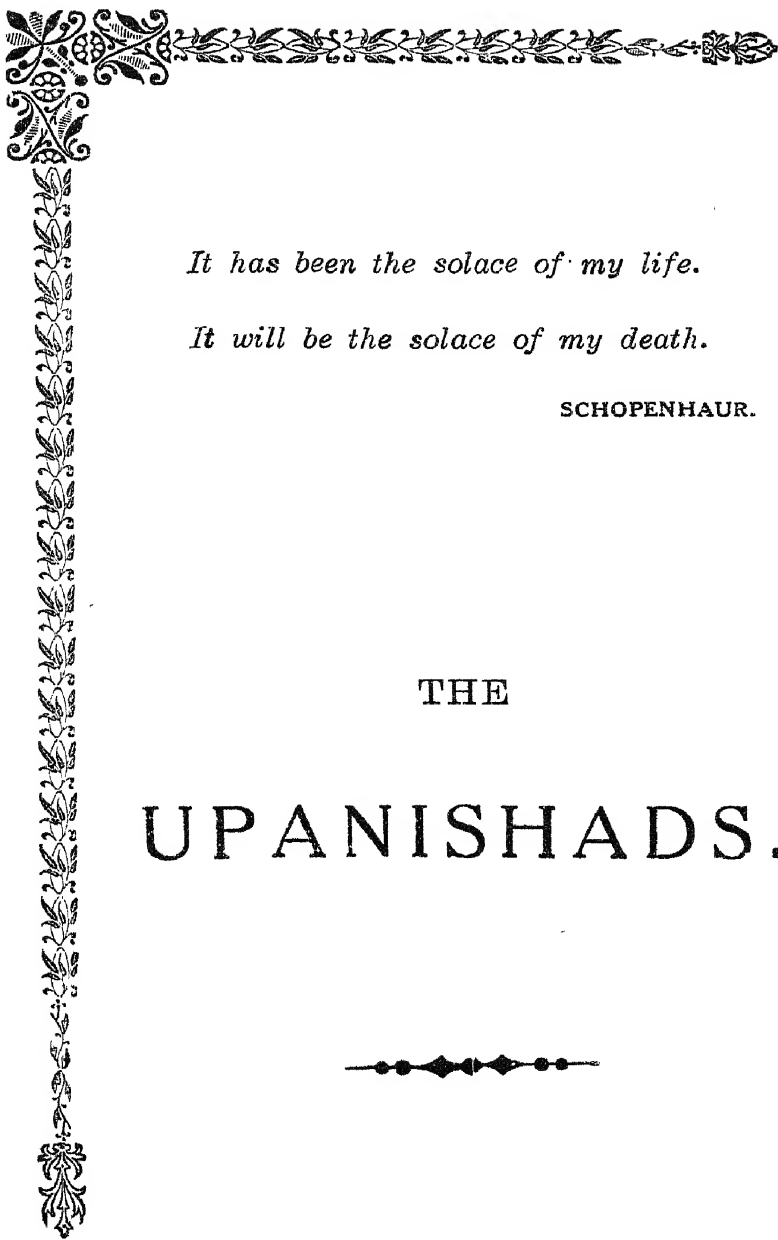 It has been the solace of my life.
It will be the solace of my death.
SCHOPENHAUR.
THE
UPANISHADS.